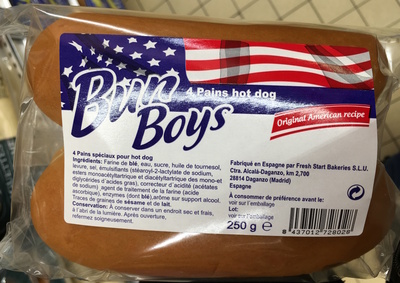 Bun
Boys
4 Pains hot dog
Original American recipe
4 Pains spéciaux pour hot dog
Ingrédients: Farine de blé, eau, sucre, huile de tournesol,
levure, sel, émulsifiants (stéaroyl-2-lactylate de sodium,
esters monoacétyltartrique et diacétyltartrique des mono-et
diglycérides d'acides gras), correcteur d'acidité (acétates
de sodium) agent de traitement de la farine (acide
ascorbique), enzymes (dont blé),arôme sur support alcool.
Traces de graines de sésame et de lait.
Conservation: À conserver dans un endroit sec et frais,
à l'abri de la lumière. Après ouverture,
refermez soigneusement.
Fabriqué en Espagne par Fresh Start Bakeries S.L.U.
Ctra. Alcalá-Daganzo, km 2,700
28814 Daganzo (Madrid)
Espagne
À consommer de préférence avant le:
voir sur l'emballage
Lot:
voir sur l'emballage
250 g
8 437012 728028